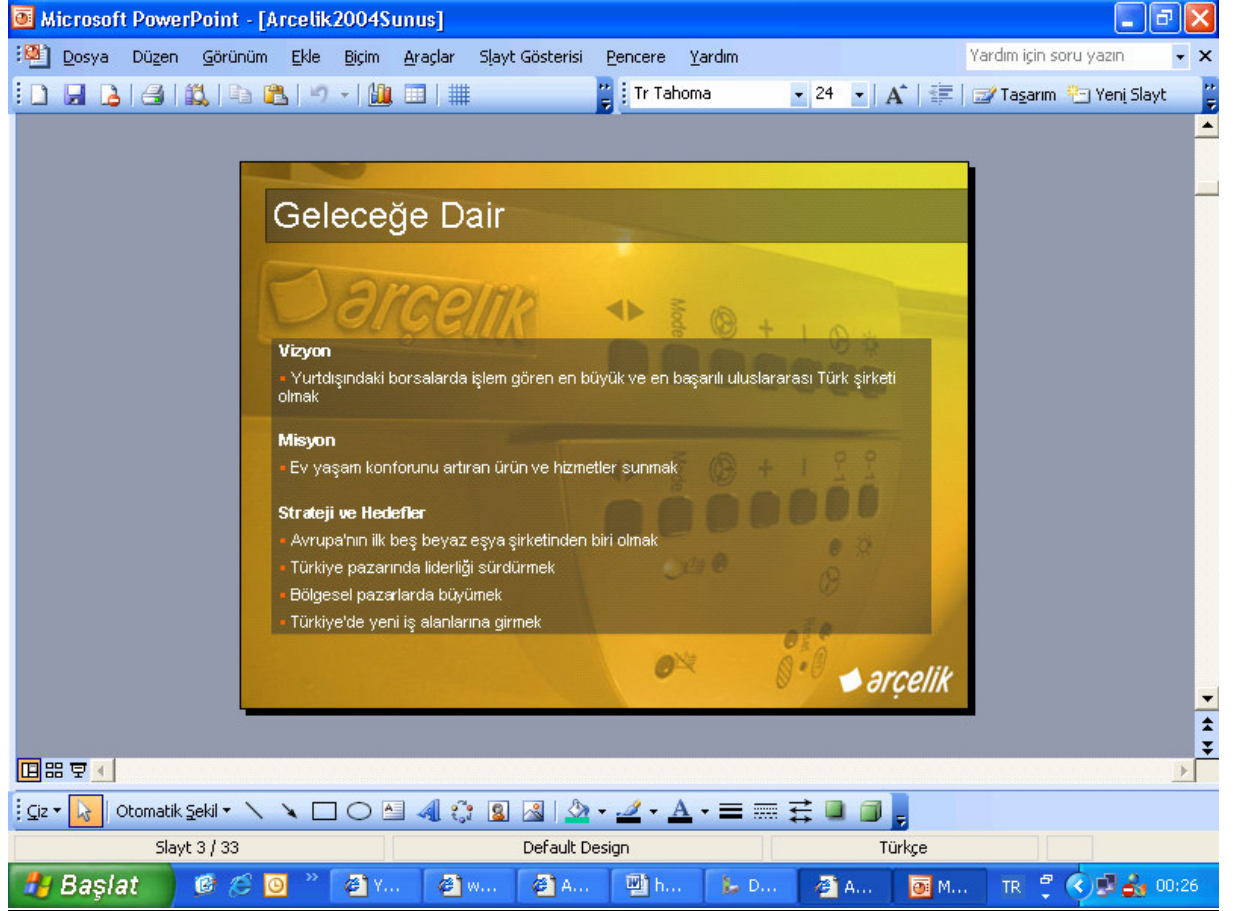 Microsoft PowerPoint - [Arcelik2004Sunus]
Dosya Düzen Görünüm Ekle Biçim Araçlar Slayt Gösterisi Pencere Yardım Yardım için soru yazın
Tr Tahoma 24 Tasarım Yeni Slayt
Geleceğe Dair
arçelik
Mode
Vizyon
Yurtdışındaki borsalarda işlem gören en büyük ve en başarılı uluslararası Türk şirketi
olmak
Misyon
Ev yaşam konforunu artıran ürün ve hizmetler sunmak
Mode
Strateji ve Hedefler
Avrupa'nın ilk beş beyaz eşya şirketinden biri olmak
Türkiye pazarında liderliği sürdürmek
Bölgesel pazarlarda büyümek
Türkiye'de yeni iş alanlarına girmek
arçelik
Çiz Otomatik Şekil
Slayt 3 / 33 Default Design Türkçe
Başlat Y... w... A... h... D... A... M... TR 00:26